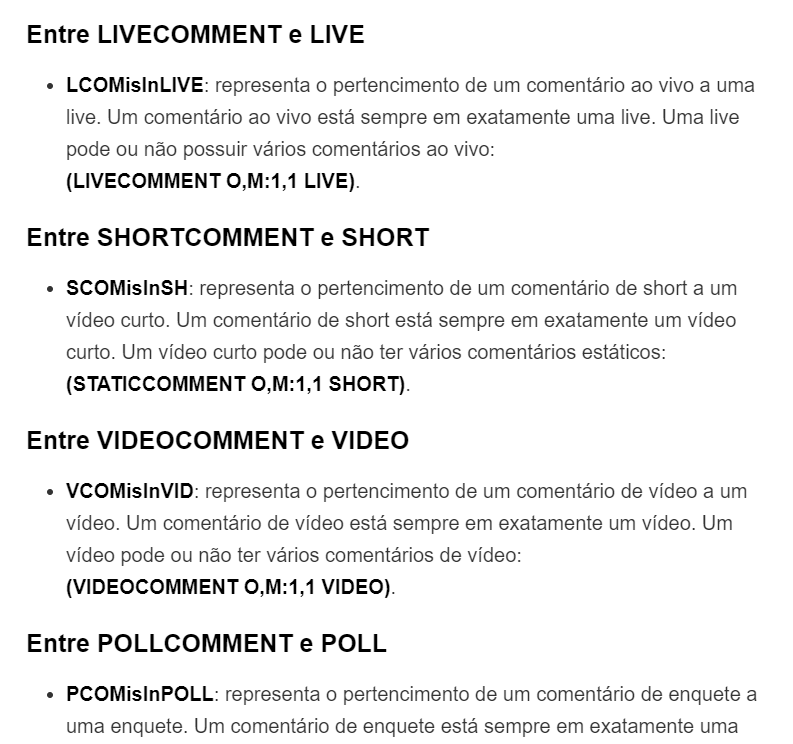 Entre LIVECOMMENT e LIVE
• LCOMisInLIVE: representa o pertencimento de um comentário ao vivo a uma
live. Um comentário ao vivo está sempre em exatamente uma live. Uma live
pode ou não possuir vários comentários ao vivo:
(LIVECOMMENT O,M:1,1 LIVE).
Entre SHORTCOMMENT e SHORT
• SCOMisInSH: representa o pertencimento de um comentário de short a um
vídeo curto. Um comentário de short está sempre em exatamente um vídeo
curto. Um vídeo curto pode ou não ter vários comentários estáticos:
(STATICCOMMENT O,M:1,1 SHORT).
Entre VIDEOCOMMENT e VIDEO
• VCOMisInVID: representa o pertencimento de um comentário de vídeo a um
vídeo. Um comentário de vídeo está sempre em exatamente um vídeo. Um
vídeo pode ou não ter vários comentários de vídeo:
(VIDEOCOMMENT O,M:1,1 VIDEO).
Entre POLLCOMMENT e POLL
• PCOMisInPOLL: representa o pertencimento de um comentário de enquete a
uma enquete. Um comentário de enquete está sempre em exatamente uma